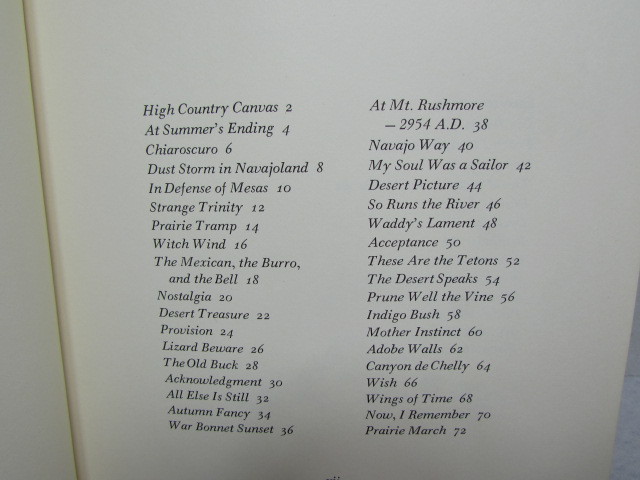 High Country Canvas 2
At Summer's Ending 4
Chiaroscuro 6
Dust Storm in Navajoland 8
In Defense of Mesas 10
Strange Trinity 12
Prairie Tramp 14
Witch Wind 16
The Mexican, the Burro,
and the Bell 18
Nostalgia 20
Desert Treasure 22
Provision 24
Lizard Beware 26
The Old Buck 28
Acknowledgment 30
All Else Is Still 32
Autumn Fancy 34
War Bonnet Sunset 36
At Mt. Rushmore
— 2954 A.D. 38
Navajo Way 40
My Soul Was a Sailor 42
Desert Picture 44
So Runs the River 46
Waddy's Lament 48
Acceptance 50
These Are the Tetons 52
The Desert Speaks 54
Prune Well the Vine 56
Indigo Bush 58
Mother Instinct 60
Adobe Walls 62
Canyon de Chelly 64
Wish 66
Wings of Time 68
Now, I Remember 70
Prairie March 72